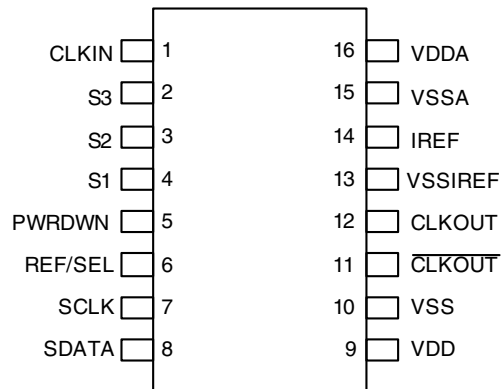 CLKIN 1 16 VDDA
S3 2 15 VSSA
S2 3 14 IREF
S1 4 13 VSSIREF
PWRDWN 5 12 CLKOUT
REF/SEL 6 11 CLKOUT
SCLK 7 10 VSS
SDATA 8 9 VDD